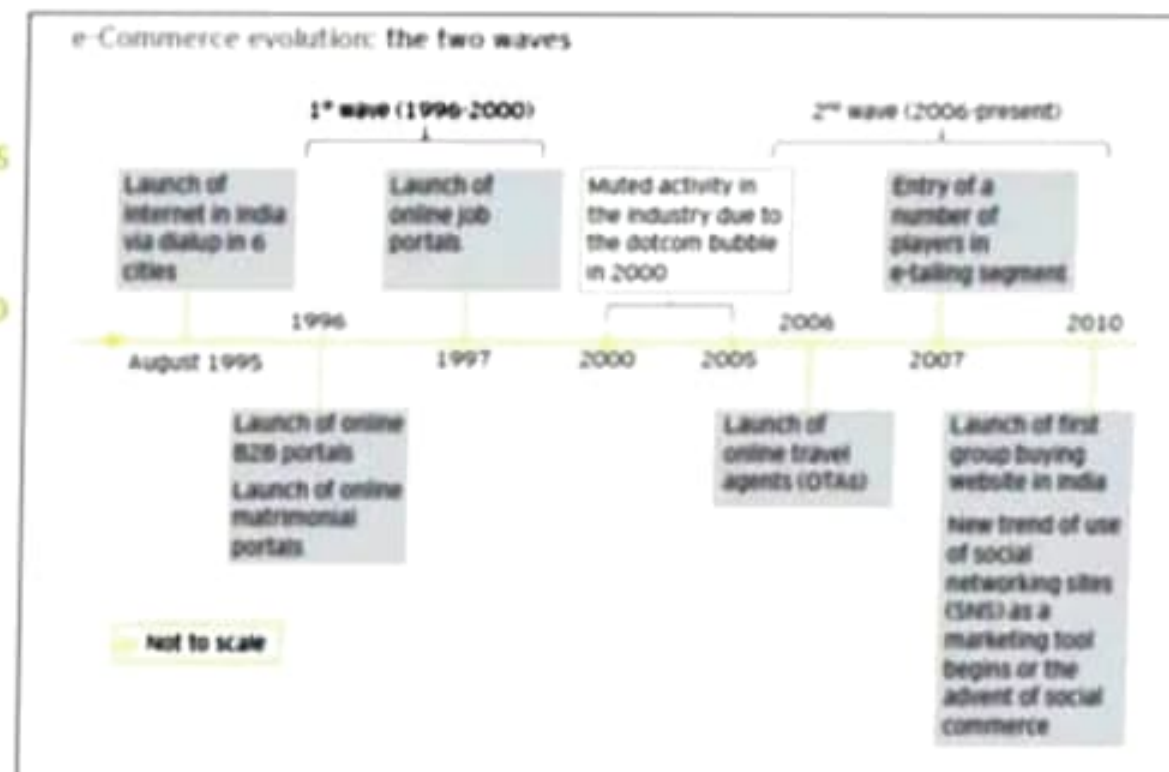 e-Commerce evolution: the two waves
1st wave (1996-2000)
2nd wave (2006-present)
Launch of
internet in India
via dialup in 6
cities
Launch of
online job
portals
Muted activity in
the industry due to
the dotcom bubble
in 2000
Entry of a
number of
players in
e-tailing segment
1996
2006
2010
August 1995
1997
2000
2005
2007
Launch of online
B2B portals
Launch of online
matrimonial
portals
Launch of
online travel
agents (OTAs)
Launch of first
group buying
website in India
New trend of use
of social
networking sites
(SNS) as a
marketing tool
begins or the
advent of social
commerce
Not to scale